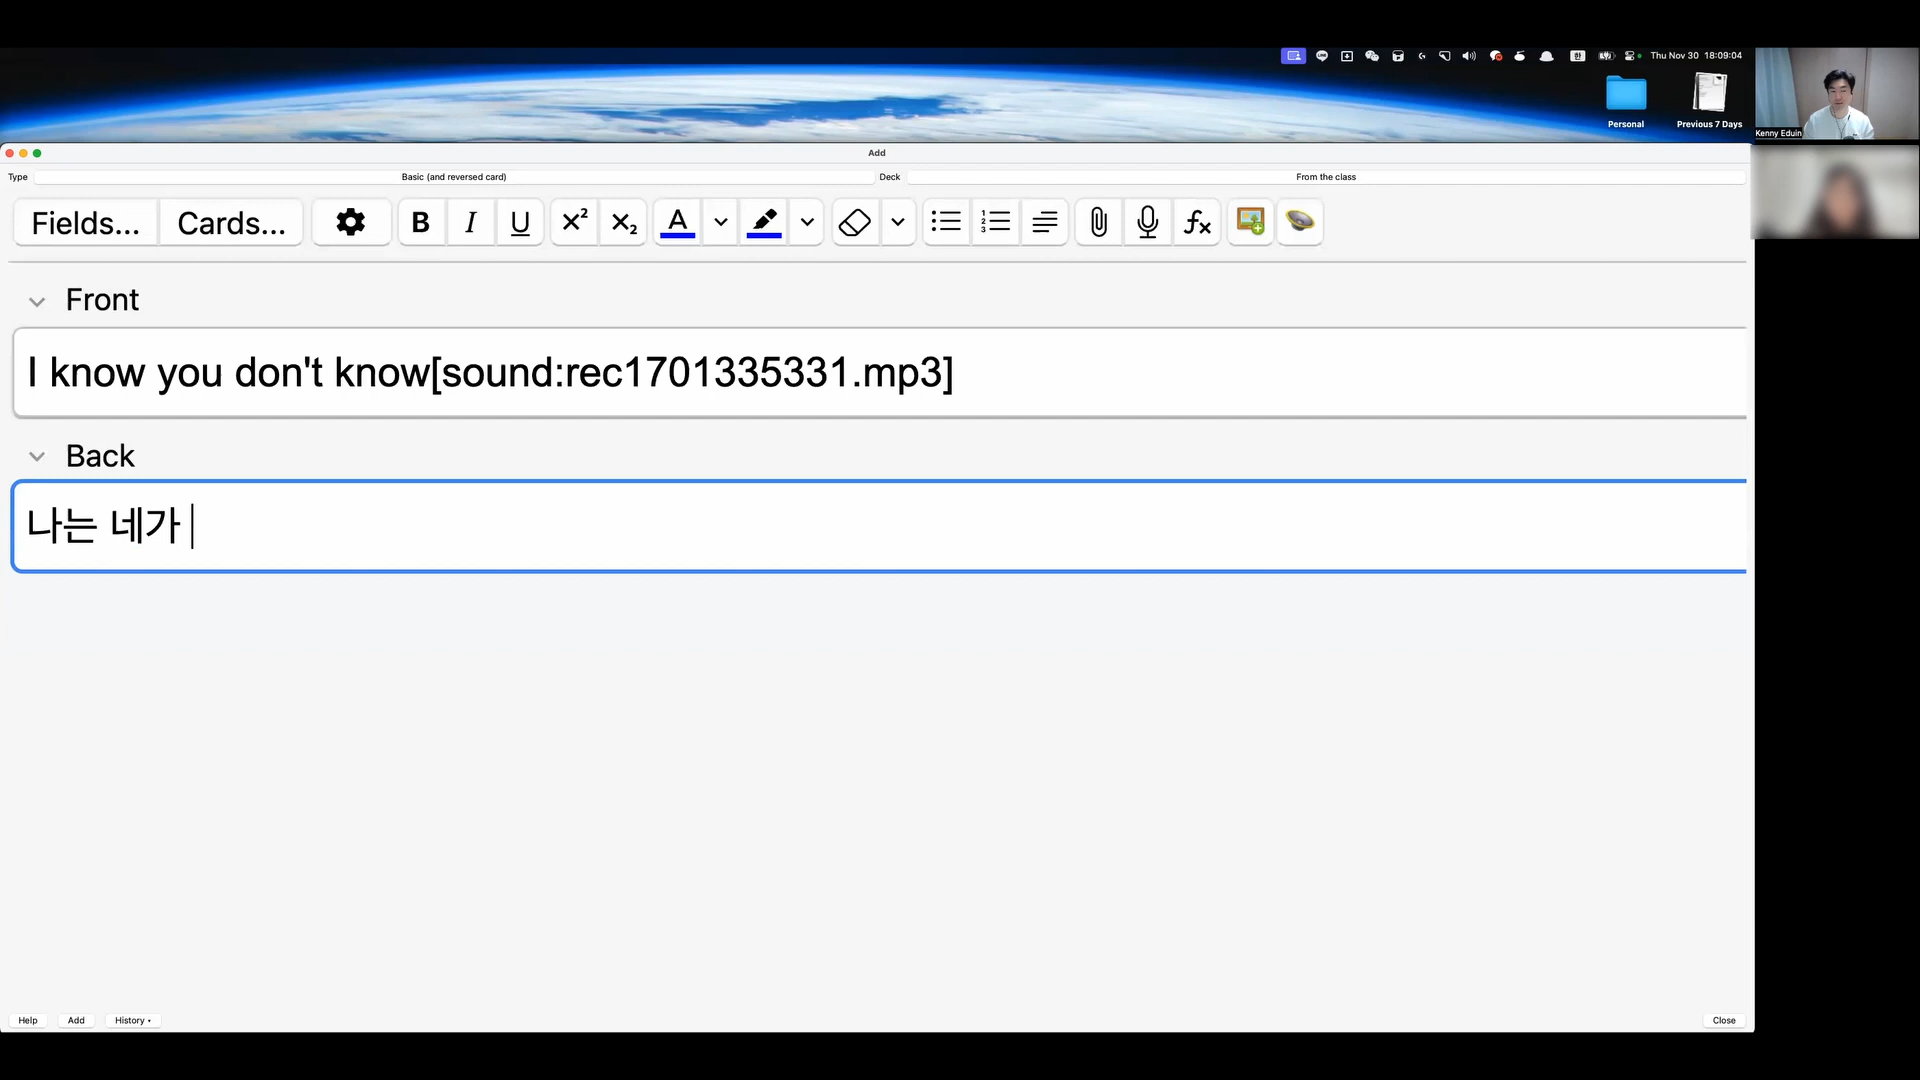 Thu Nov 30 18:09:04
Personal
Previous 7 Days
Kenny Eduin
Add
Type
Basic (and reversed card)
Deck
From the class
Fields...
Cards...
Front
I know you don't know[sound:rec1701335331.mp3]
Back
나는 네가
Help
Add
History
Close